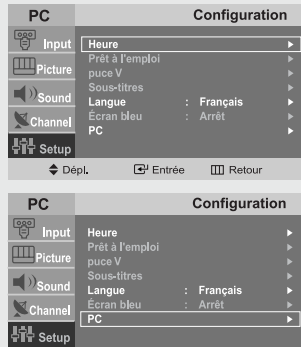 PC Configuration
Input
Picture
Sound
Channel
Setup
Heure
Prêt à l'emploi
puce V
Sous-titres
Langue : Français
Écran bleu : Arrêt
PC
Dépl. Entrée Retour
PC Configuration
Input
Picture
Sound
Channel
Setup
Heure
Prêt à l'emploi
puce V
Sous-titres
Langue : Français
Écran bleu : Arrêt
PC